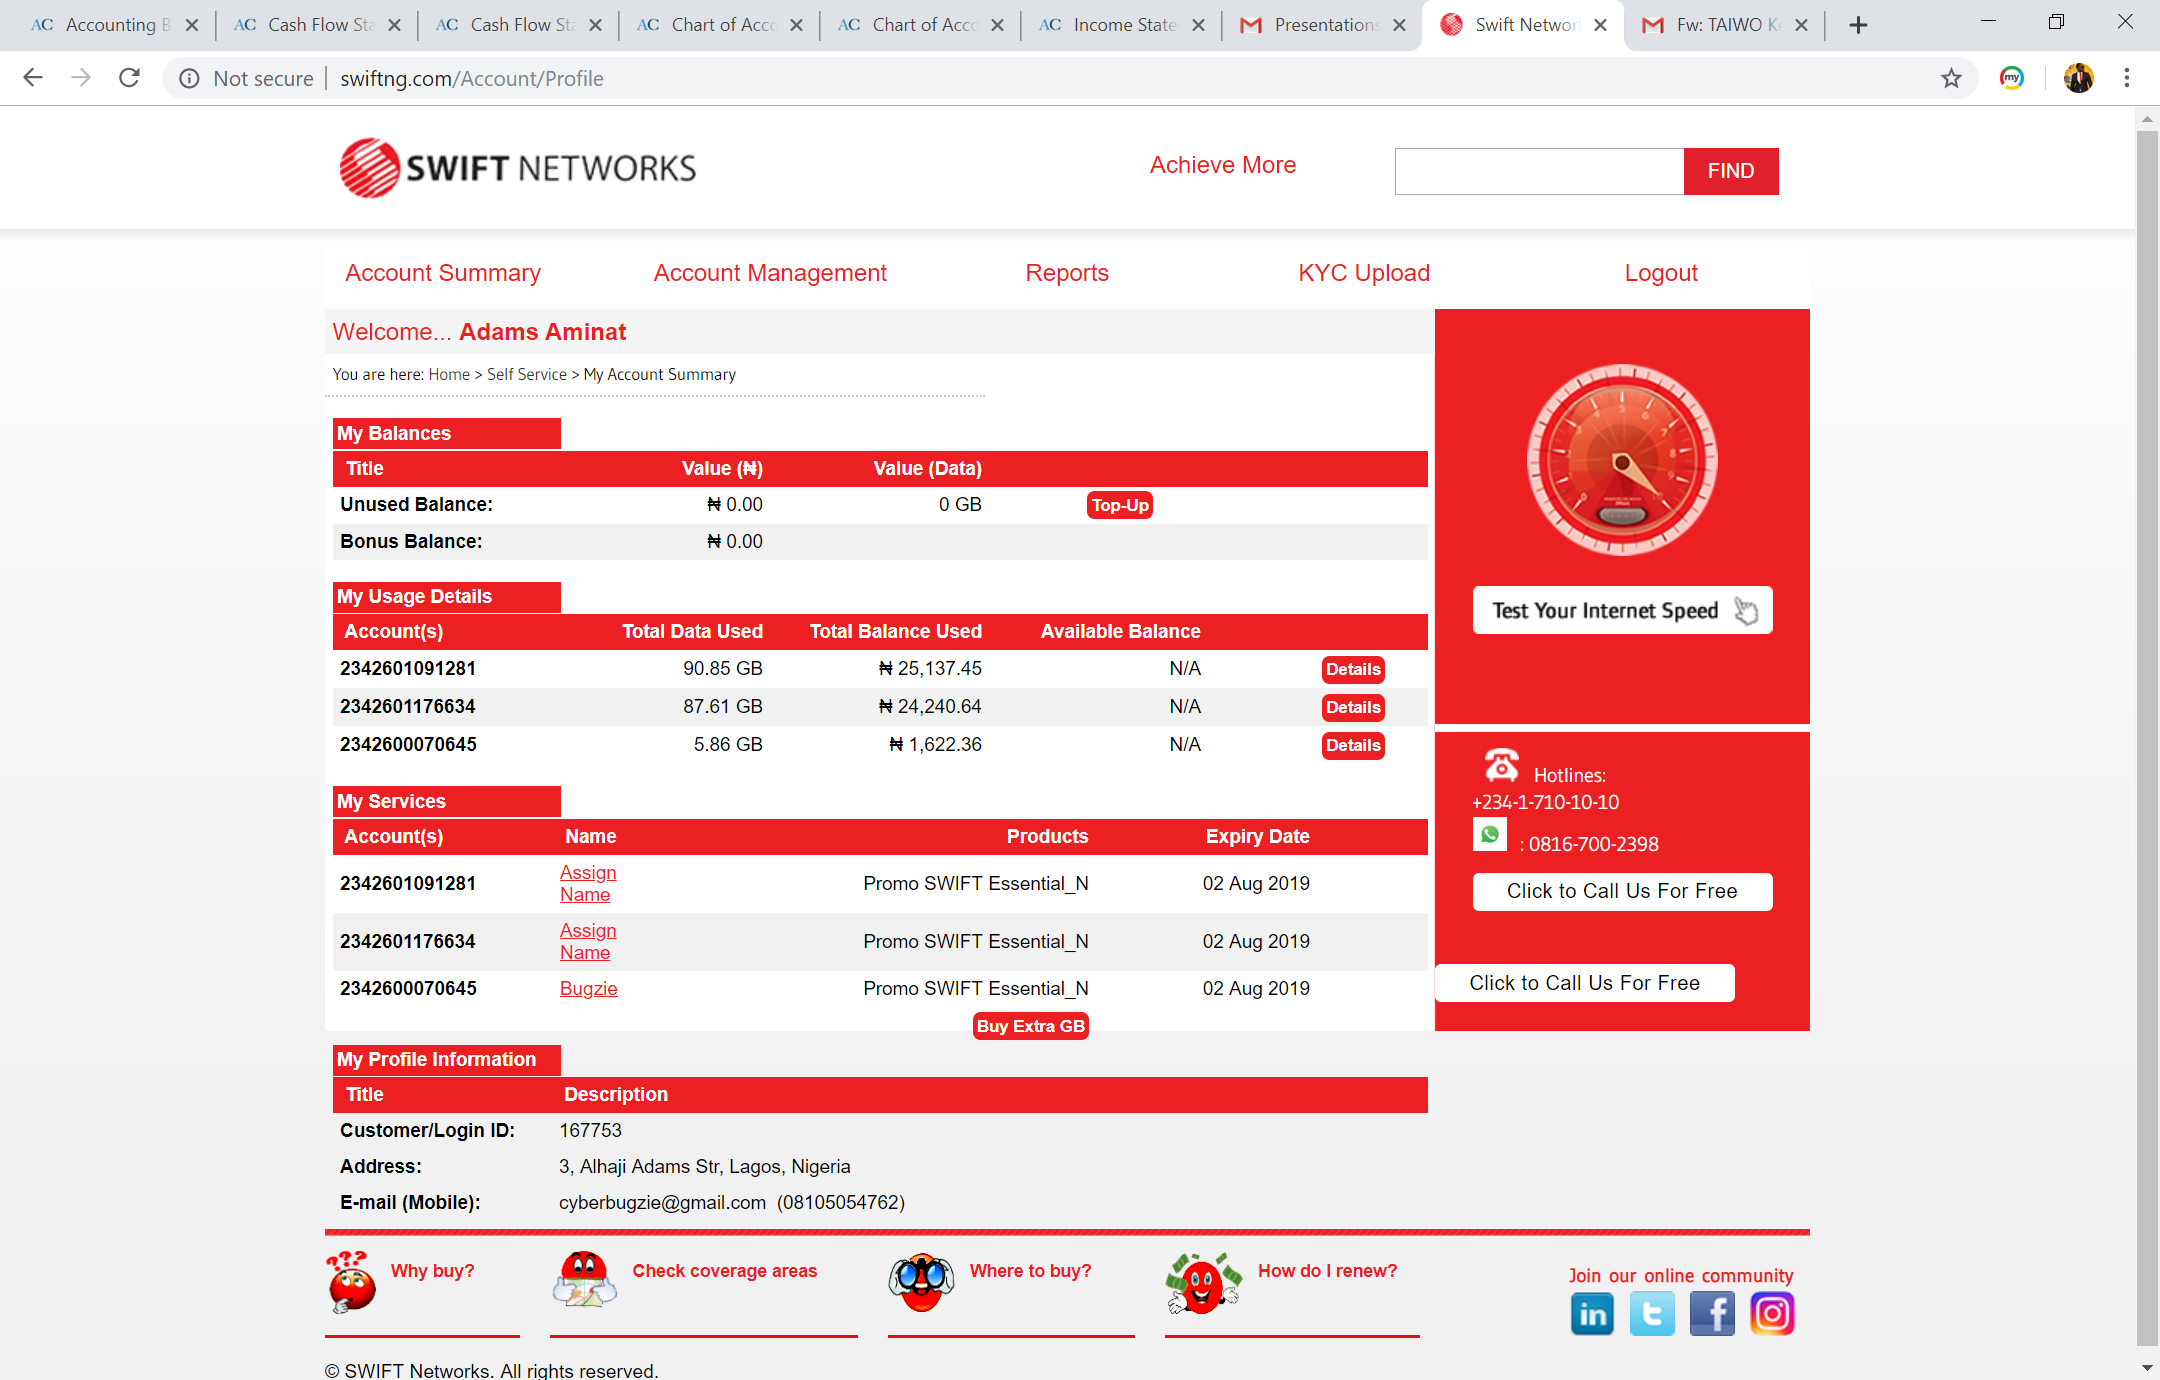 AC Accounting B
AC Cash Flow Sta
AC Cash Flow Sta
AC Chart of Acco
AC Chart of Acco
AC Income State
Presentations
Swift Networ
Fw: TAIWO Ke
Not secure | swiftng.com/Account/Profile
my
SWIFT NETWORKS
Achieve More
FIND
Account Summary Account Management Reports KYC Upload Logout
Welcome... Adams Aminat
You are here: Home > Self Service > My Account Summary
My Balances
Title Value (₦) Value (Data)
Unused Balance: ₦ 0.00 0 GB Top-Up
Bonus Balance: ₦ 0.00
My Usage Details
Account(s) Total Data Used Total Balance Used Available Balance
2342601091281 90.85 GB ₦ 25,137.45 N/A Details
2342601176634 87.61 GB ₦ 24,240.64 N/A Details
2342600070645 5.86 GB ₦ 1,622.36 N/A Details
My Services
Account(s) Name Products Expiry Date
2342601091281 Assign Name Promo SWIFT Essential_N 02 Aug 2019
2342601176634 Assign Name Promo SWIFT Essential_N 02 Aug 2019
2342600070645 Bugzie Promo SWIFT Essential_N 02 Aug 2019
Buy Extra GB
My Profile Information
Title Description
Customer/Login ID: 167753
Address: 3, Alhaji Adams Str, Lagos, Nigeria
E-mail (Mobile): cyberbugzie@gmail.com (08105054762)
Test Your Internet Speed
Hotlines:
+234-1-710-10-10
: 0816-700-2398
Click to Call Us For Free
Click to Call Us For Free
Why buy?
Check coverage areas
Where to buy?
How do I renew?
Join our online community
© SWIFT Networks. All rights reserved.